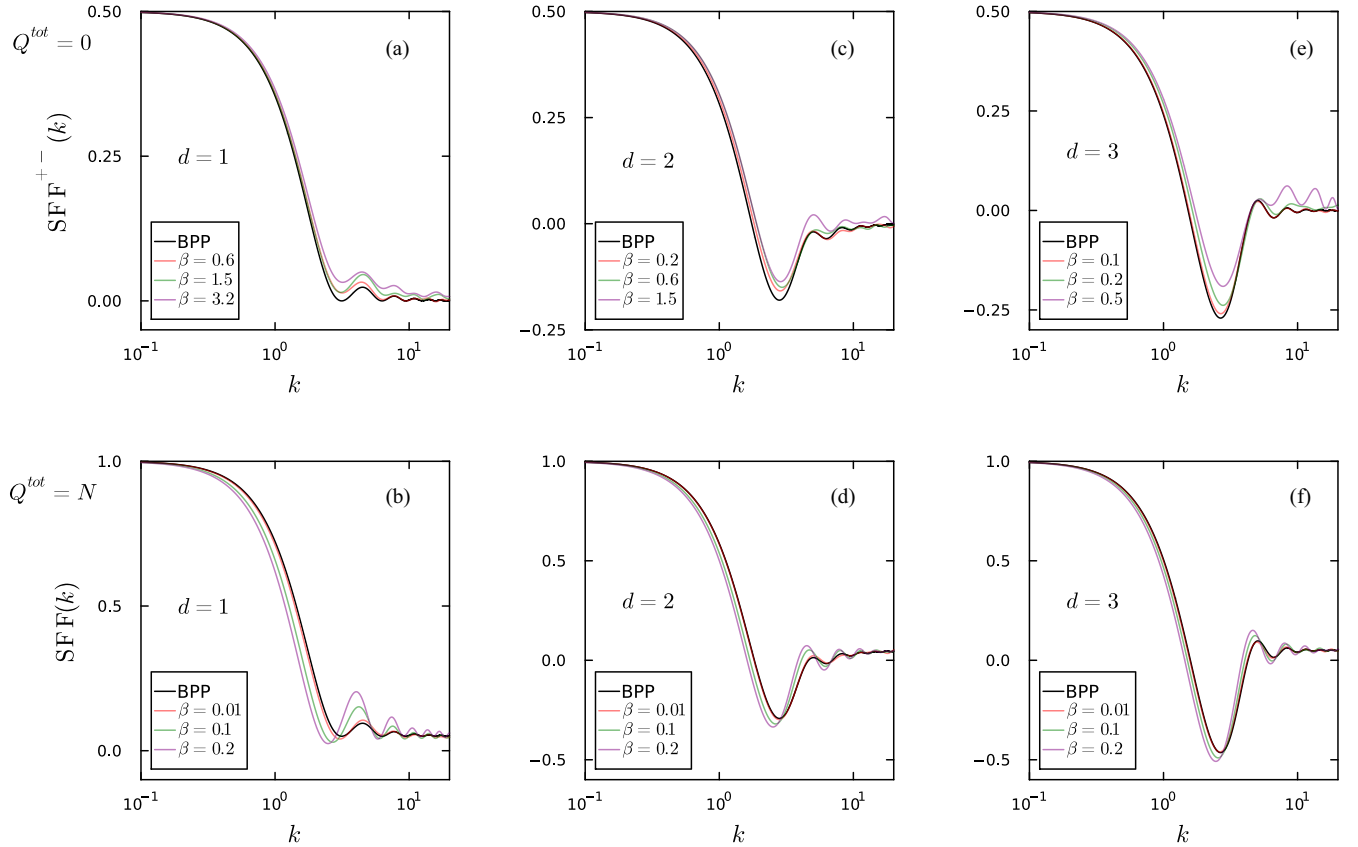 Q^{tot} = 0
SFF^{+-}(k)
0.50
0.25
0.00
(a)
d = 1
BPP
β = 0.6
β = 1.5
β = 3.2
10^{-1}
10^{0}
10^{1}
k
0.50
0.25
0.00
−0.25
(c)
d = 2
BPP
β = 0.2
β = 0.6
β = 1.5
10^{-1}
10^{0}
10^{1}
k
0.50
0.25
0.00
−0.25
(e)
d = 3
BPP
β = 0.1
β = 0.2
β = 0.5
10^{-1}
10^{0}
10^{1}
k
Q^{tot} = N
SFF(k)
1.0
0.5
0.0
(b)
d = 1
BPP
β = 0.01
β = 0.1
β = 0.2
10^{-1}
10^{0}
10^{1}
k
1.0
0.5
0.0
−0.5
(d)
d = 2
BPP
β = 0.01
β = 0.1
β = 0.2
10^{-1}
10^{0}
10^{1}
k
1.0
0.5
0.0
−0.5
(f)
d = 3
BPP
β = 0.01
β = 0.1
β = 0.2
10^{-1}
10^{0}
10^{1}
k